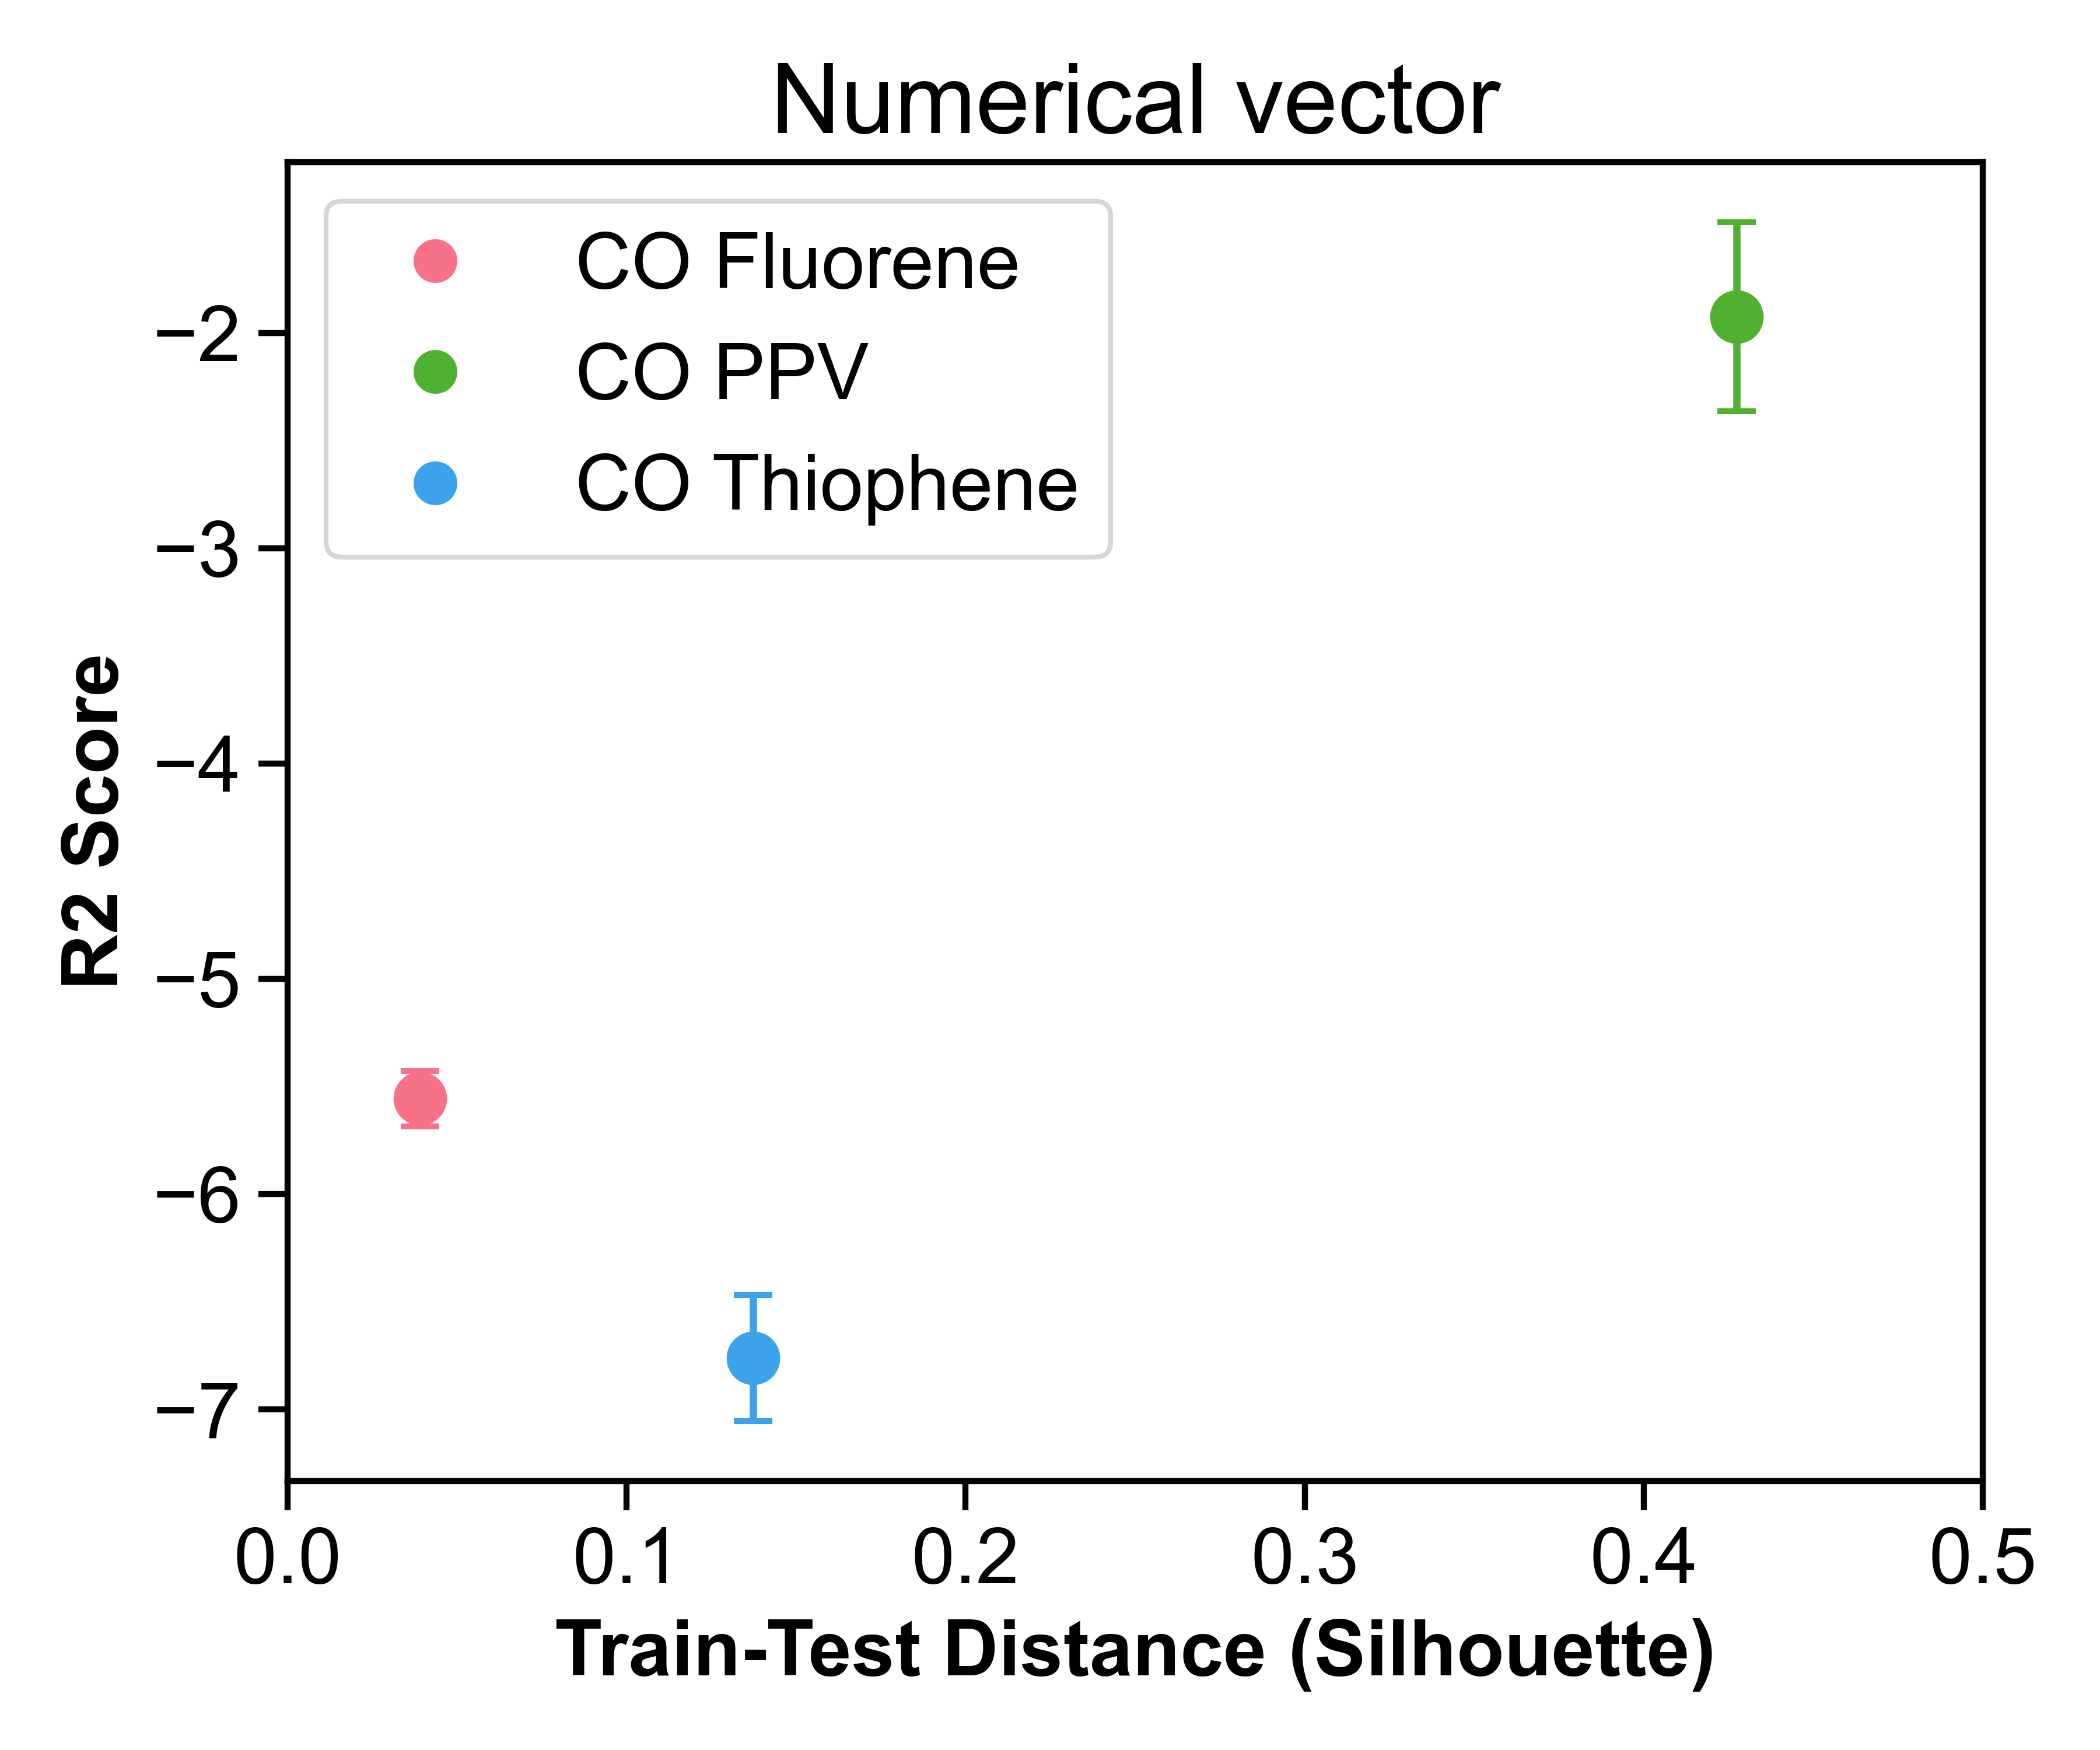 Numerical vector
CO Fluorene
CO PPV
CO Thiophene
−2
−3
−4
−5
−6
−7
R2 Score
0.0 0.1 0.2 0.3 0.4 0.5
Train-Test Distance (Silhouette)